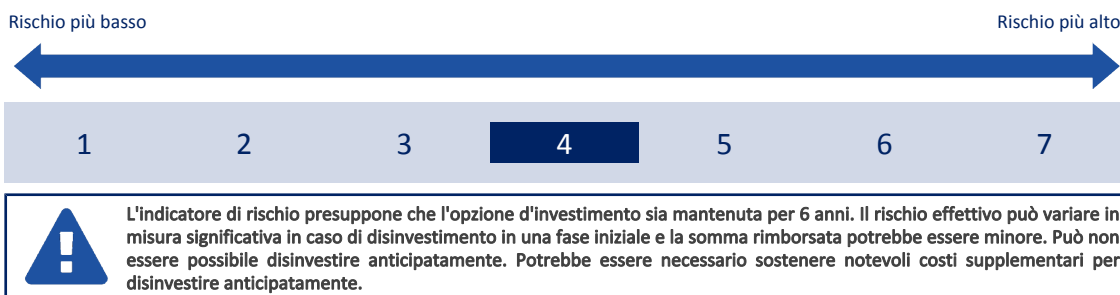 Rischio più basso Rischio più alto
1 2 3 4 5 6 7
L'indicatore di rischio presuppone che l'opzione d'investimento sia mantenuta per 6 anni. Il rischio effettivo può variare in
misura significativa in caso di disinvestimento in una fase iniziale e la somma rimborsata potrebbe essere minore. Può non
essere possibile disinvestire anticipatamente. Potrebbe essere necessario sostenere notevoli costi supplementari per
disinvestire anticipatamente.